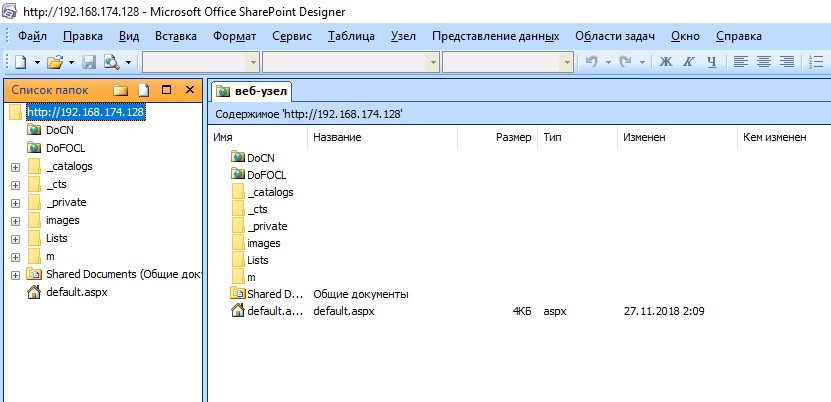 http://192.168.174.128 - Microsoft Office SharePoint Designer
Файл Правка Вид Вставка Формат Сервис Таблица Узел Представление данных Области задач Окно Справка
Ж К Ч
Список папок
http://192.168.174.128
DoCN
DoFOCL
_catalogs
_cts
_private
images
Lists
m
Shared Documents (Общие док
default.aspx
веб-узел
Содержимое 'http://192.168.174.128'
Имя Название Размер Тип Изменен Кем изменен
DoCN
DoFOCL
_catalogs
_cts
_private
images
Lists
m
Shared D... Общие документы
default.a... default.aspx 4КБ aspx 27.11.2018 2:09